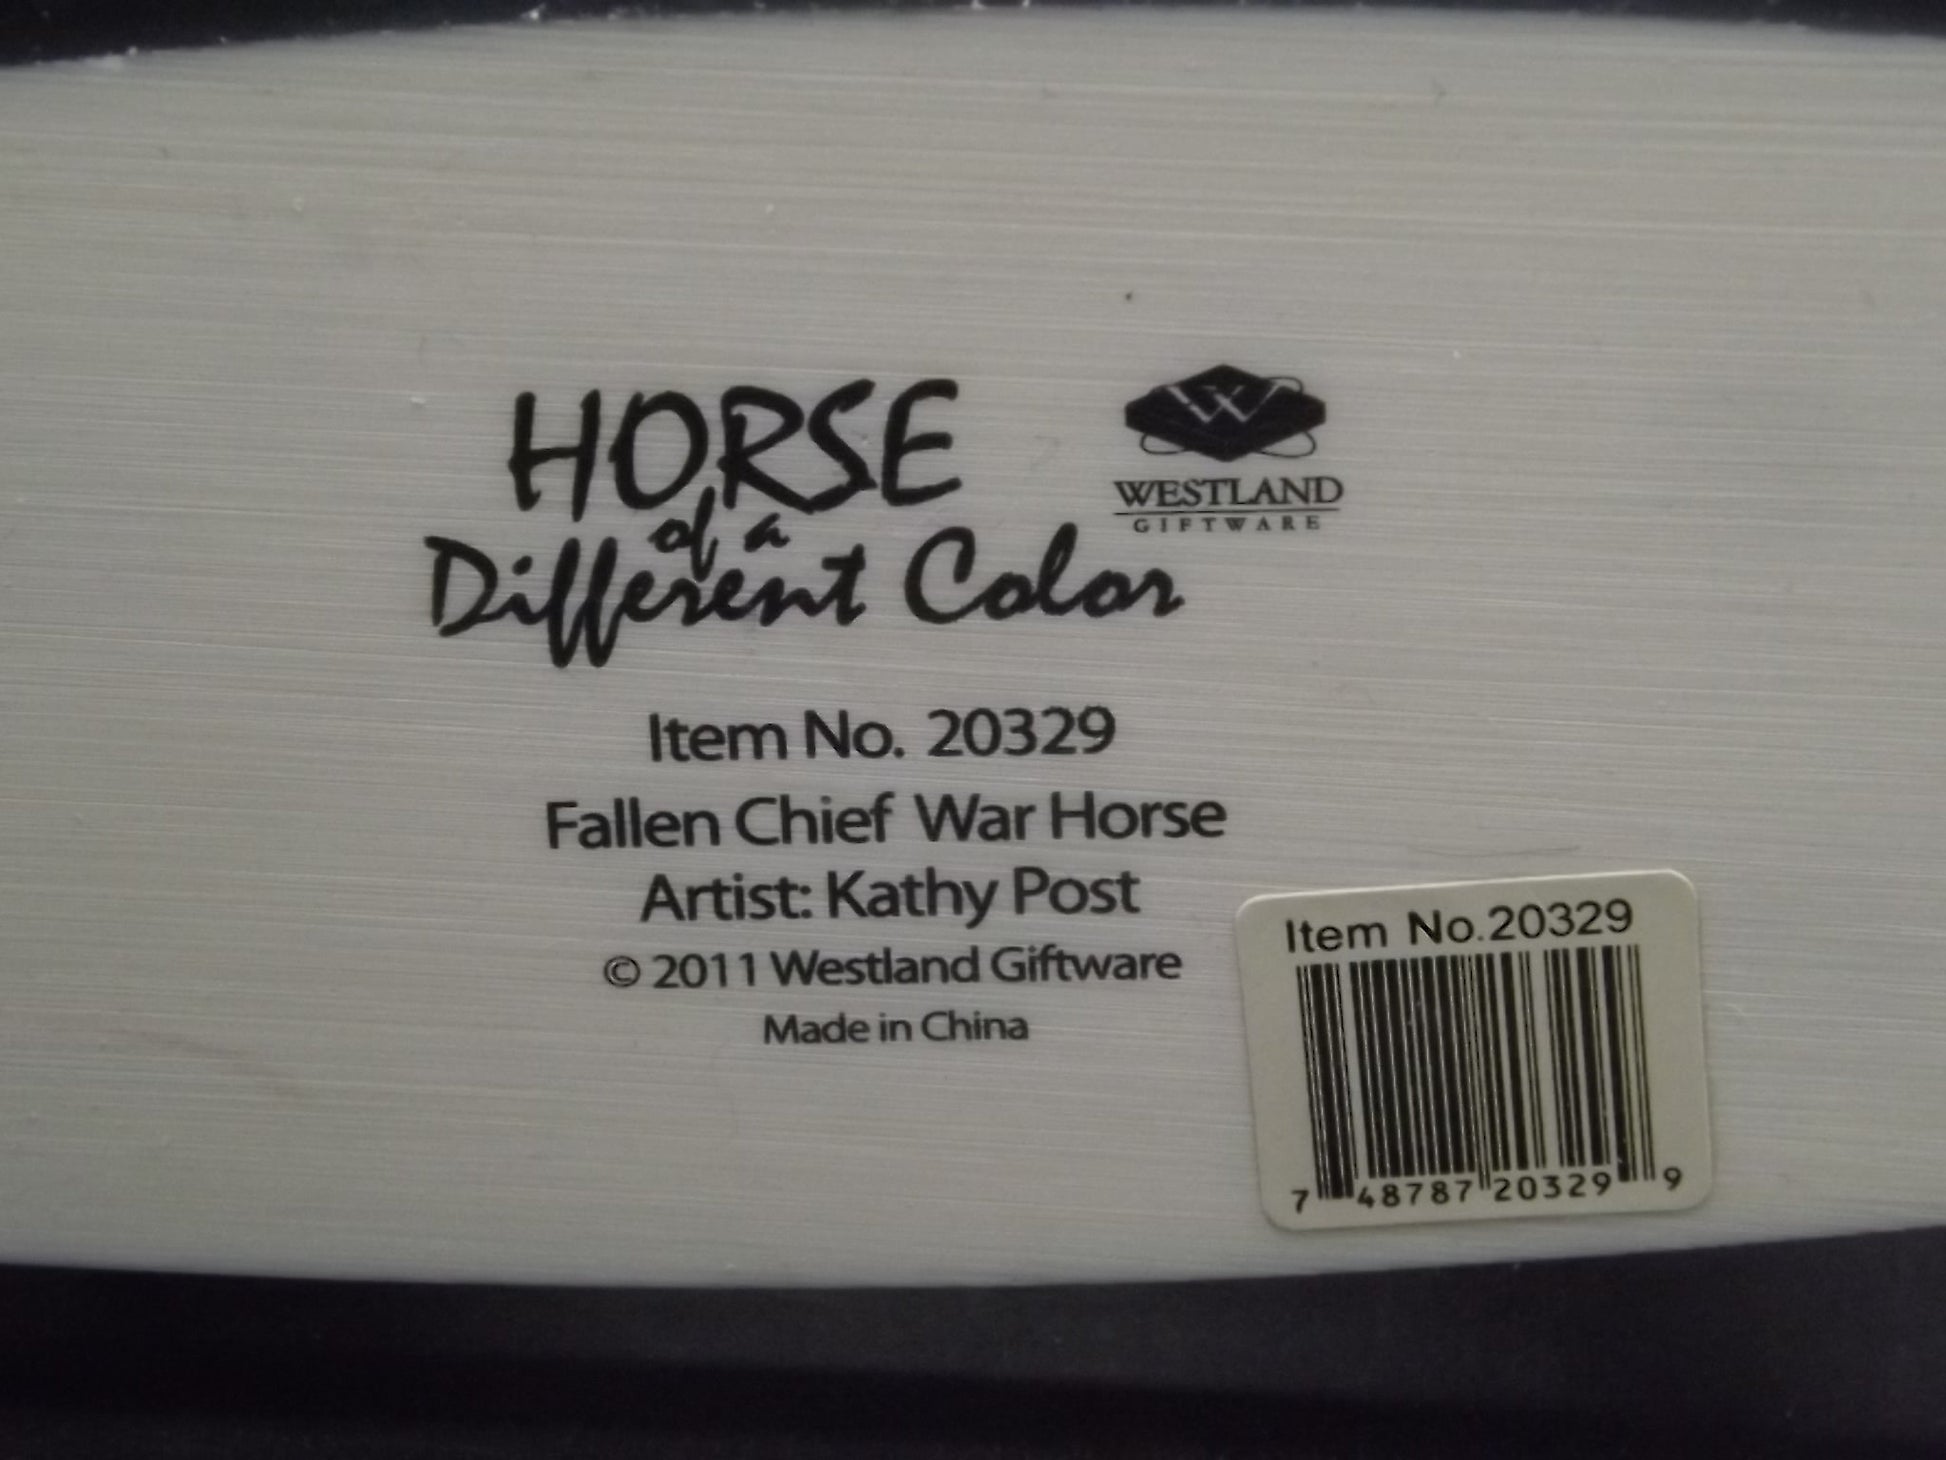 HORSE
of a
Different Color
W
WESTLAND
GIFTWARE
Item No. 20329
Fallen Chief War Horse
Artist: Kathy Post
© 2011 Westland Giftware
Made in China
Item No.20329
7 48787 20329 9